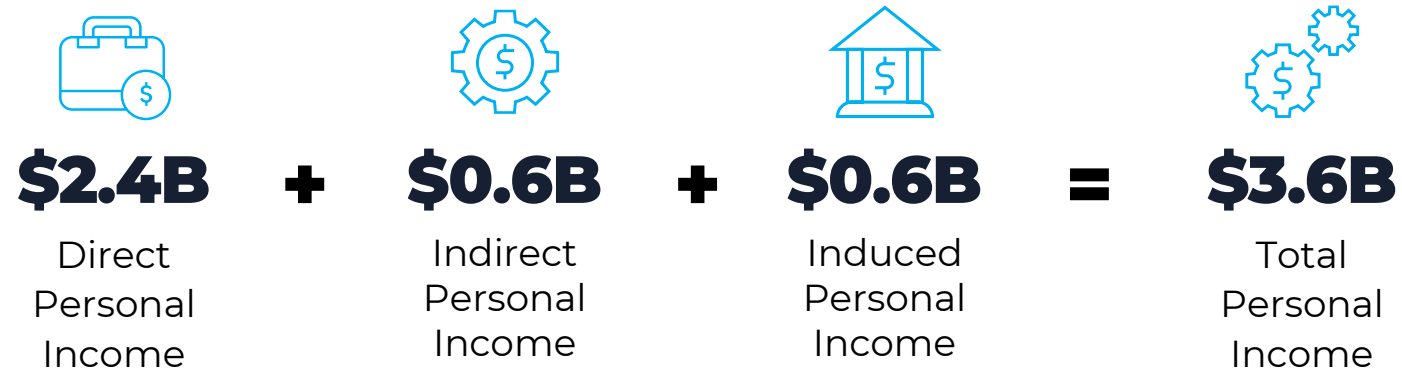 $ $ $ $
$2.4B + $0.6B + $0.6B = $3.6B
Direct
Personal
Income
Indirect
Personal
Income
Induced
Personal
Income
Total
Personal
Income